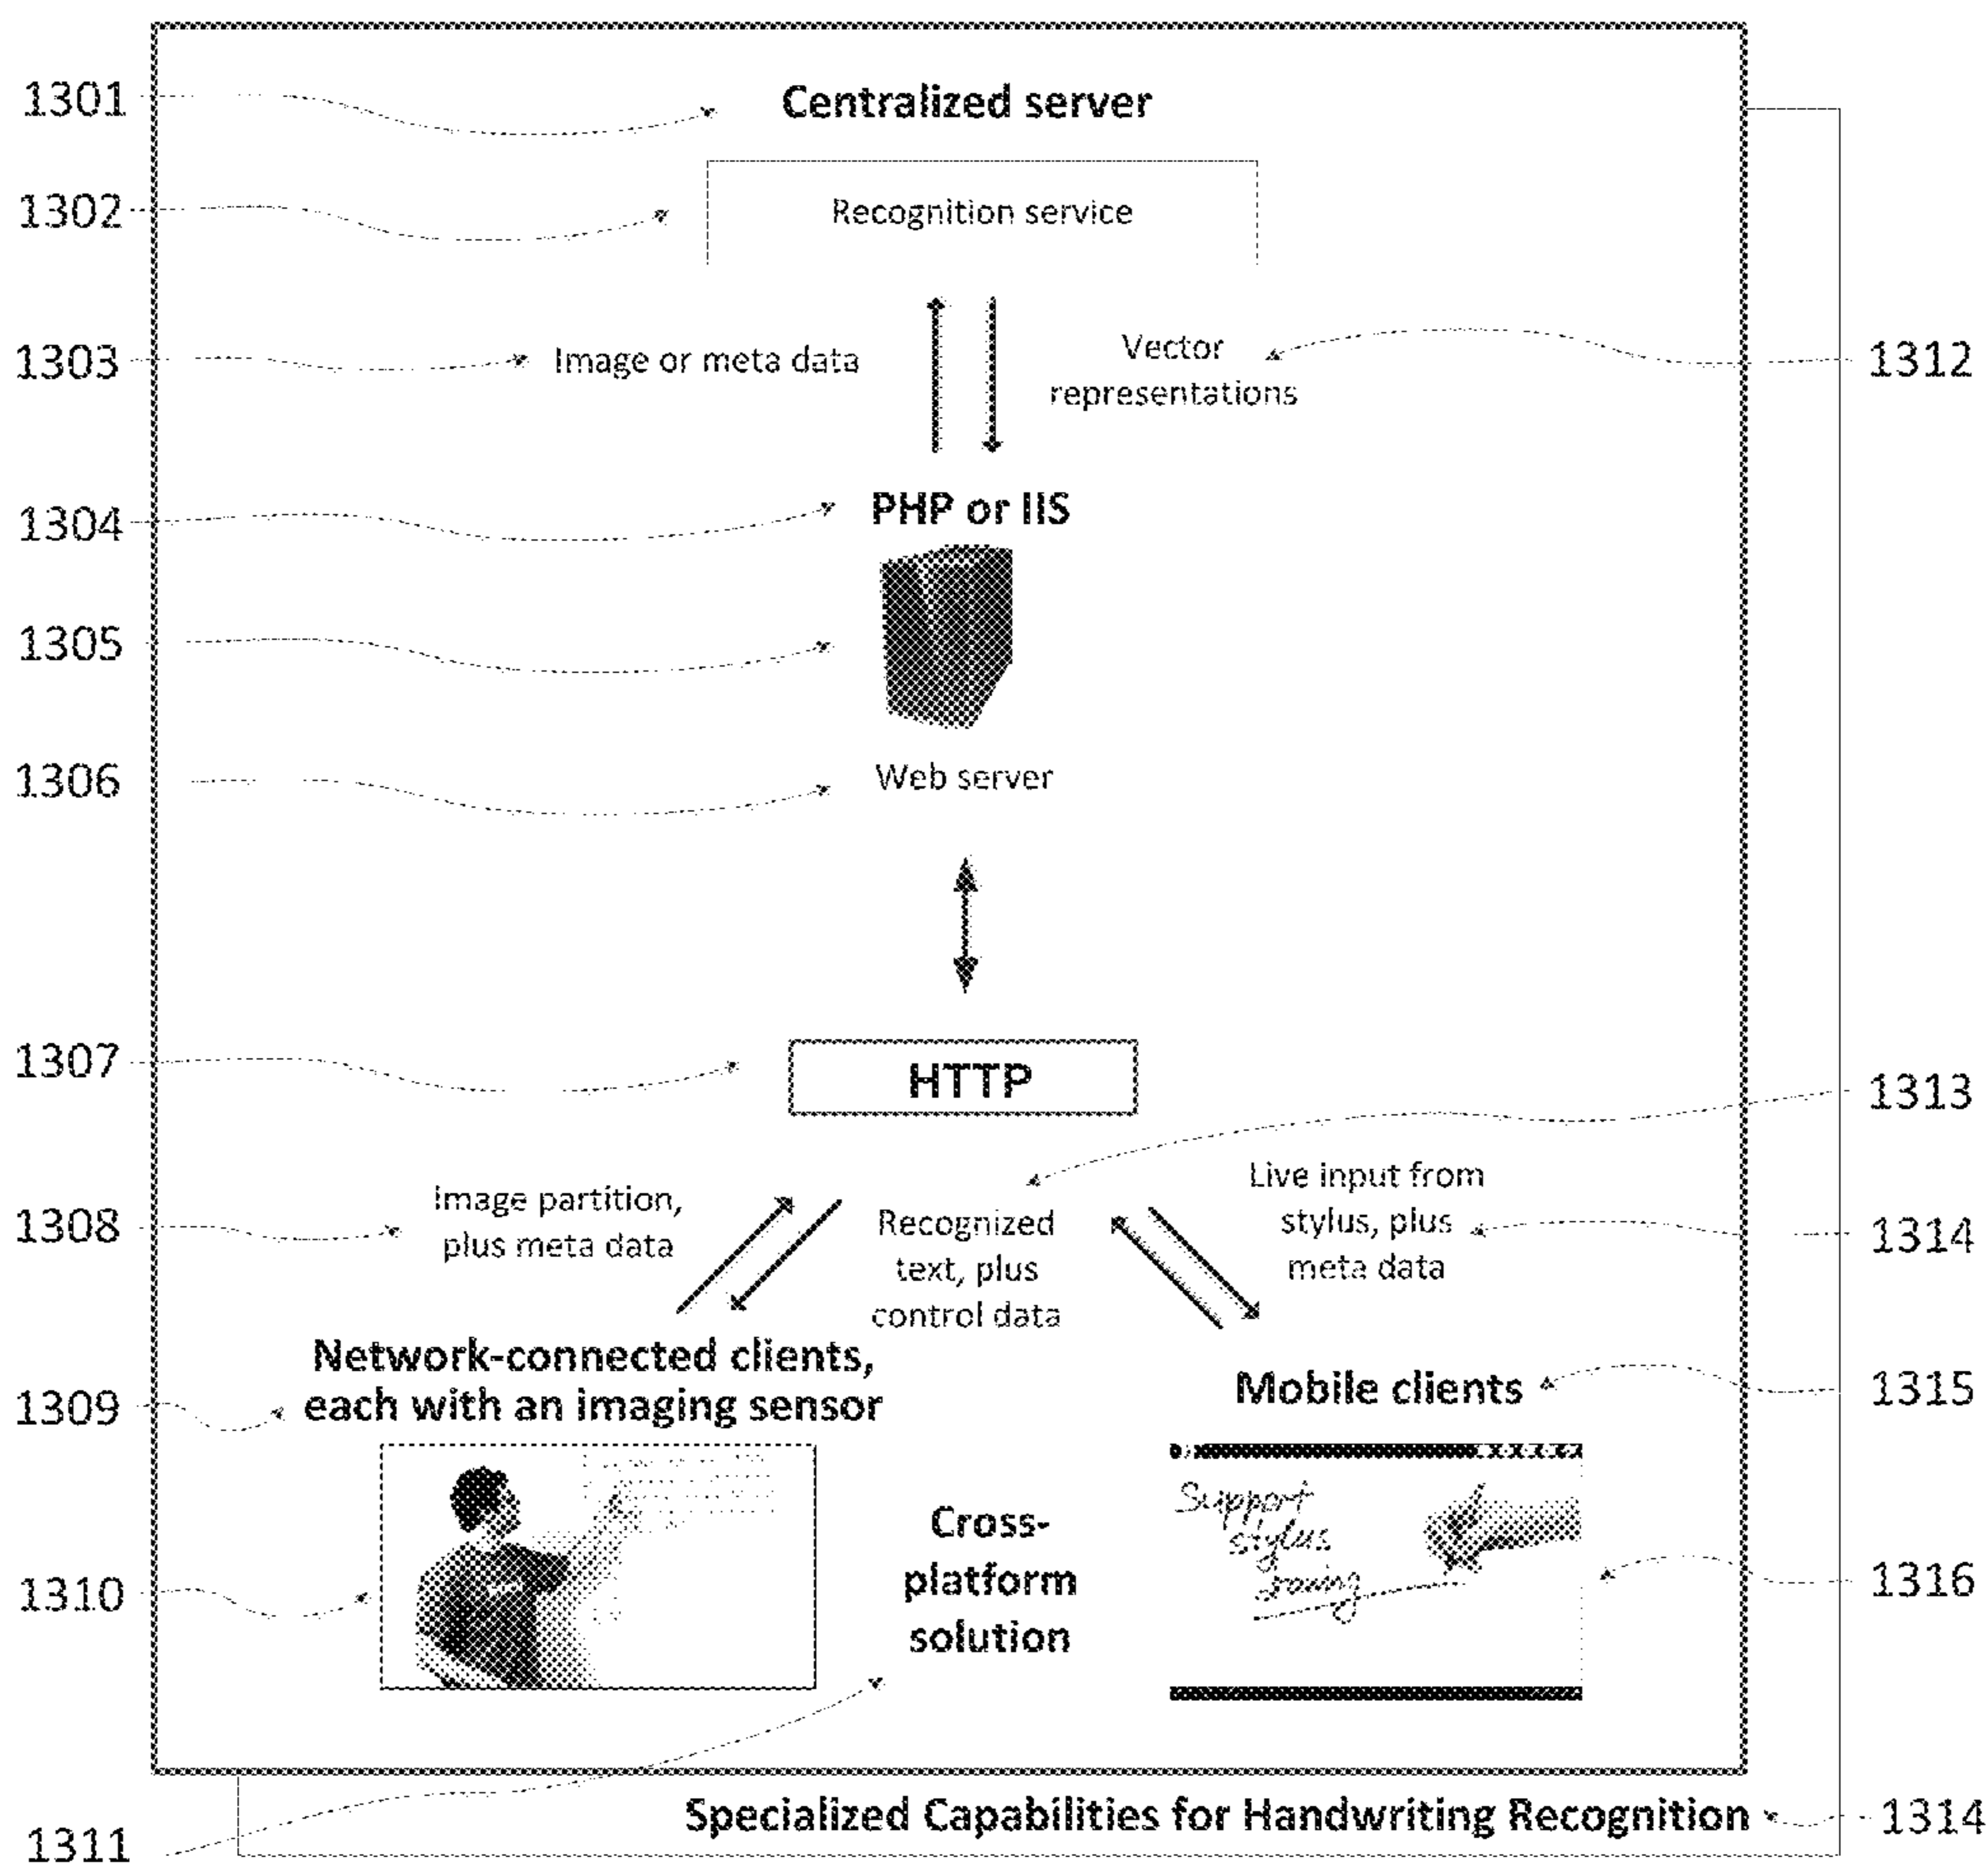 1301
Centralized server
1302
Recognition service
1303
Image or meta data
Vector
representations
1312
1304
PHP or IIS
1305
1306
Web server
1307
HTTP
1313
1308
Image partition,
plus meta data
Recognized
text, plus
control data
Live input from
stylus, plus
meta data
1314
Network-connected clients,
each with an imaging sensor
1309
Mobile clients
1315
1310
Cross-
platform
solution
Support
stylus
1316
Specialized Capabilities for Handwriting Recognition
1314
1311